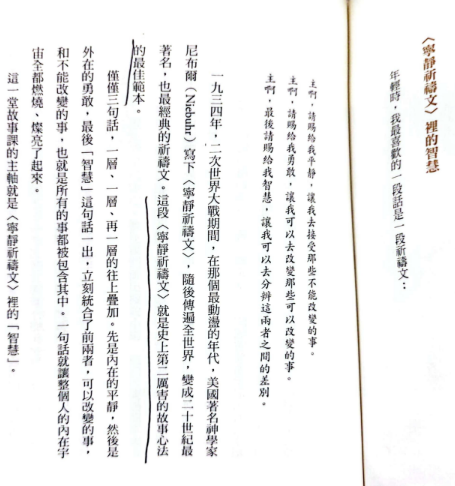 〈寧靜祈禱文〉裡的智慧
年輕時，我最喜歡的一段話是一段祈禱文：
主啊，請賜給我平靜，讓我去接受那些不能改變的事。
主啊，請賜給我勇敢，讓我可以去改變那些可以改變的事。
主啊，最後請賜給我智慧，讓我可以去分辨這兩者之間的差別。
一九三四年，二次世界大戰期間，在那個最動盪的年代，美國著名神學家
尼布爾（Niebuhr）寫下〈寧靜祈禱文〉，隨後傳遍全世界，變成二十世紀最
著名，也最經典的祈禱文。這段〈寧靜祈禱文〉就是史上第二厲害的故事心法
的最佳範本。
僅僅三句話，一層、一層、再一層的往上疊加。先是內在的平靜，然後是
外在的勇敢，最後「智慧」這句話一出，立刻統合了前兩者，可以改變的事，
和不能改變的事，也就是所有的事都被包含其中。一句話就讓整個人的內在宇
宙全都燃燒、燦亮了起來。
這一堂故事課的主軸就是〈寧靜祈禱文〉裡的「智慧」。